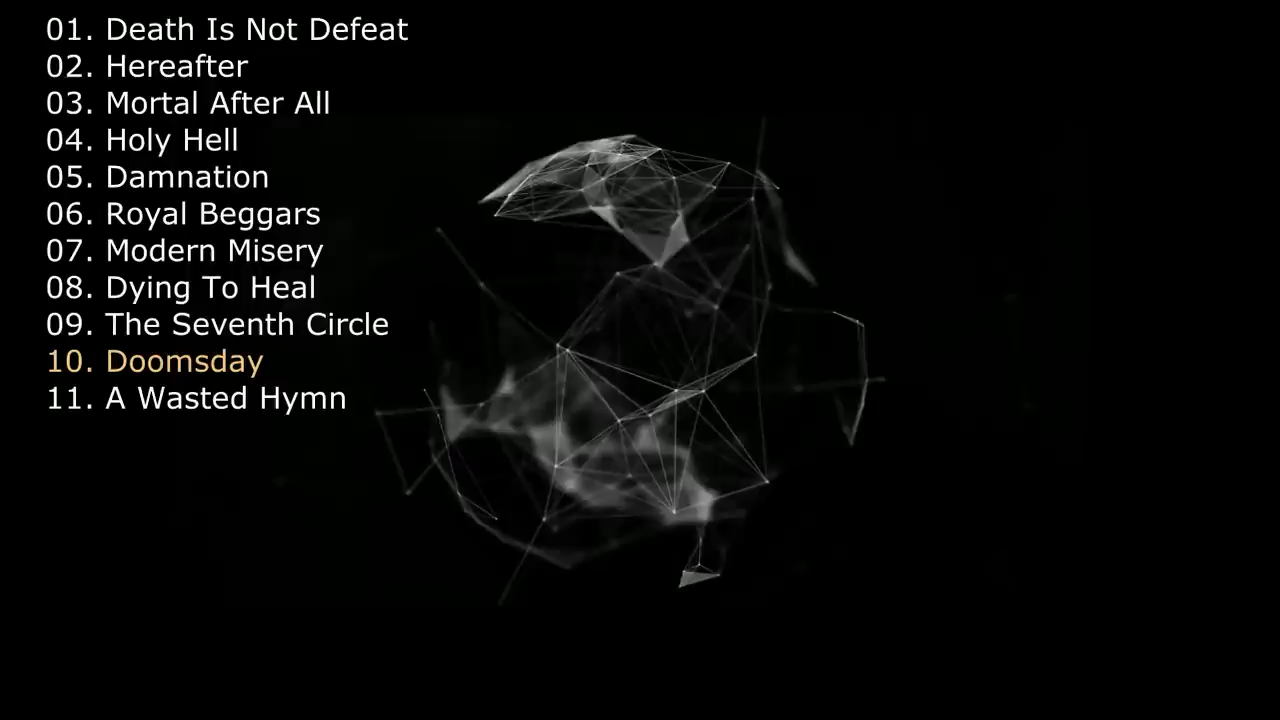 01. Death Is Not Defeat
02. Hereafter
03. Mortal After All
04. Holy Hell
05. Damnation
06. Royal Beggars
07. Modern Misery
08. Dying To Heal
09. The Seventh Circle
10. Doomsday
11. A Wasted Hymn